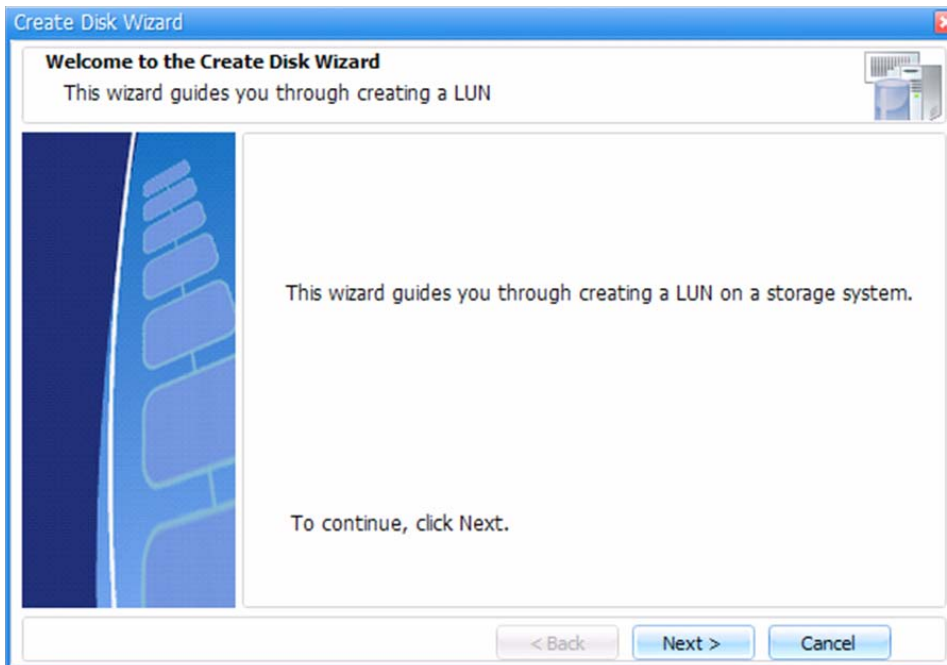 Create Disk Wizard
Welcome to the Create Disk Wizard
This wizard guides you through creating a LUN
This wizard guides you through creating a LUN on a storage system.
To continue, click Next.
< Back Next > Cancel